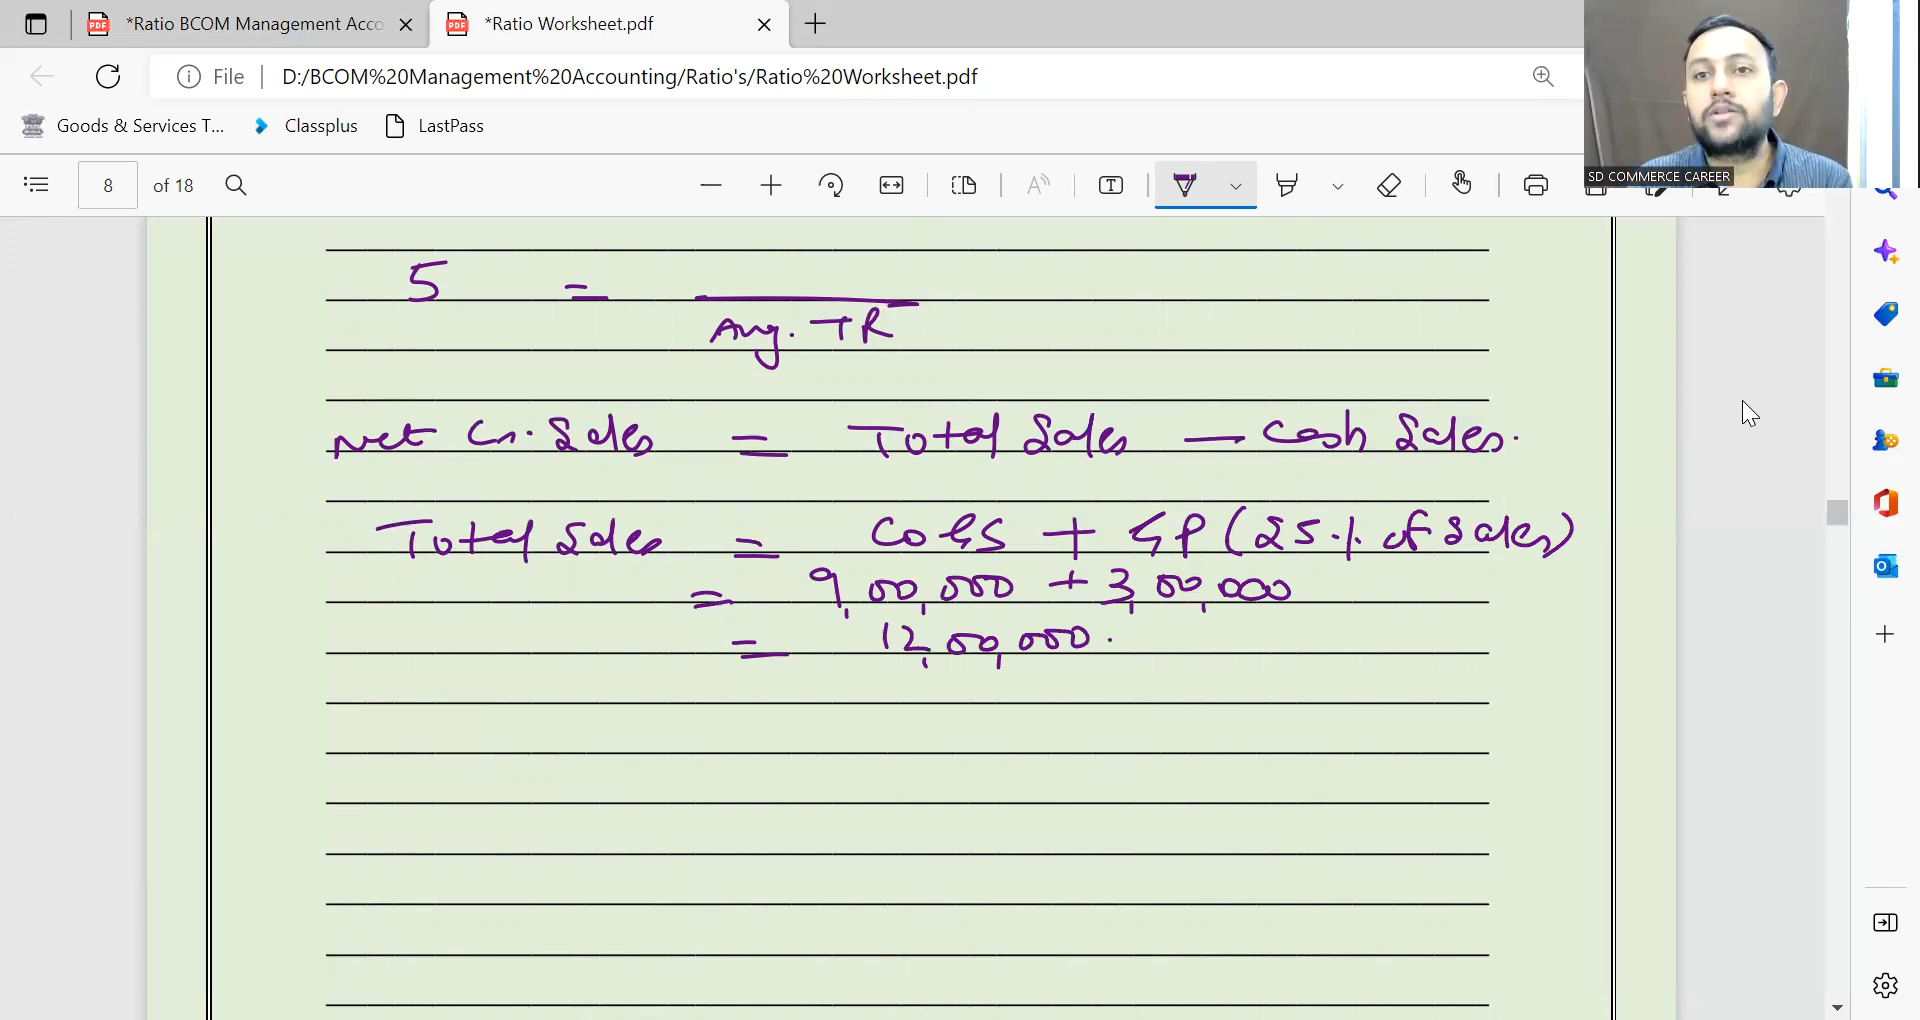 *Ratio BCOM Management Acco
*Ratio Worksheet.pdf
File
D:/BCOM%20Management%20Accounting/Ratio's/Ratio%20Worksheet.pdf
Goods & Services T...
Classplus
LastPass
8 of 18
SD COMMERCE CAREER
5 =
Avg. TR
Net Cr. Sales = Total Sales — Cash Sales.
Total Sales = COGS + GP (25% of Sales)
= 9,00,000 + 3,00,000
= 12,00,000.